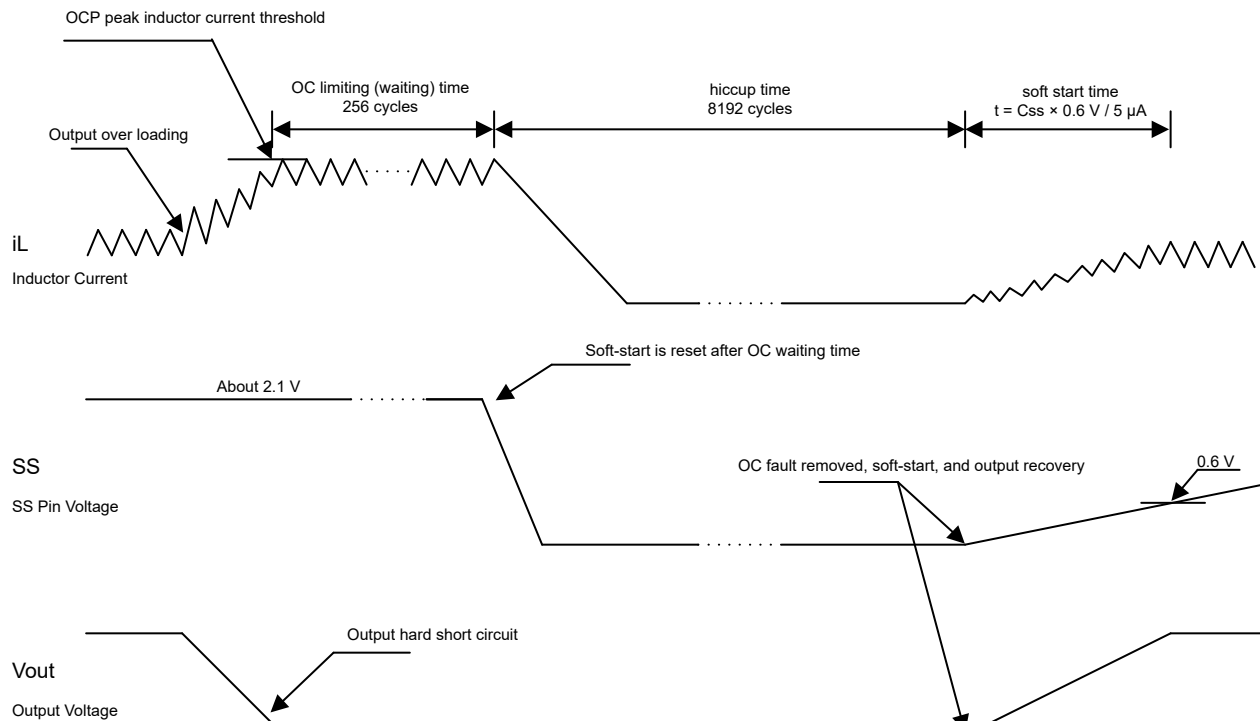 OCP peak inductor current threshold
OC limiting (waiting) time
256 cycles
hiccup time
8192 cycles
soft start time
t = Css × 0.6 V / 5 µA
Output over loading
iL
Inductor Current
Soft-start is reset after OC waiting time
About 2.1 V
SS
SS Pin Voltage
OC fault removed, soft-start, and output recovery
0.6 V
Output hard short circuit
Vout
Output Voltage